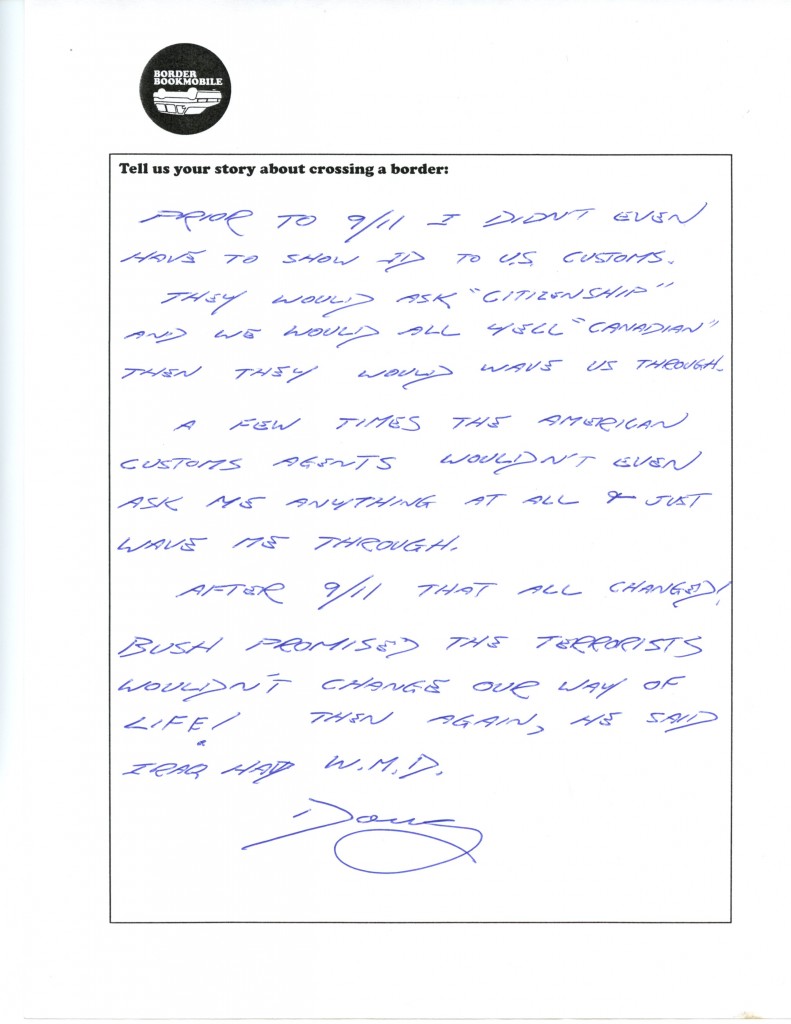 BORDER
BOOKMOBILE
Tell us your story about crossing a border:
PRIOR TO 9/11 I DIDN'T EVEN
HAVE TO SHOW ID TO U.S. CUSTOMS.
THEY WOULD ASK "CITIZENSHIP"
AND WE WOULD ALL YELL "CANADIAN"
THEN THEY WOULD WAVE US THROUGH.
A FEW TIMES THE AMERICAN
CUSTOMS AGENTS WOULDN'T EVEN
ASK ME ANYTHING AT ALL & JUST
WAVE ME THROUGH.
AFTER 9/11 THAT ALL CHANGED!
BUSH PROMISED THE TERRORISTS
WOULDN'T CHANGE OUR WAY OF
LIFE! THEN AGAIN, HE SAID
IRAQ HAD W.M.D.
Doug